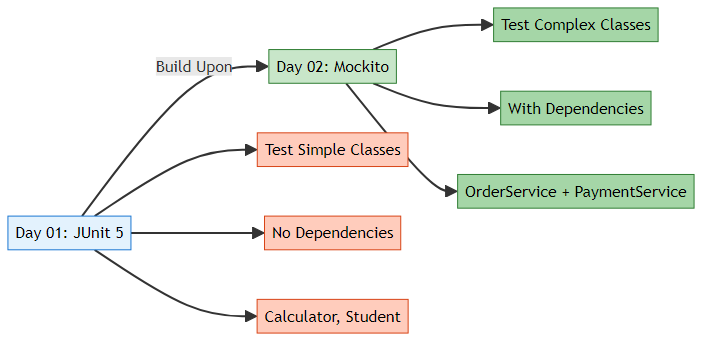 Test Complex Classes
Build Upon
Day 02: Mockito
With Dependencies
Test Simple Classes
OrderService + PaymentService
Day 01: JUnit 5
No Dependencies
Calculator, Student